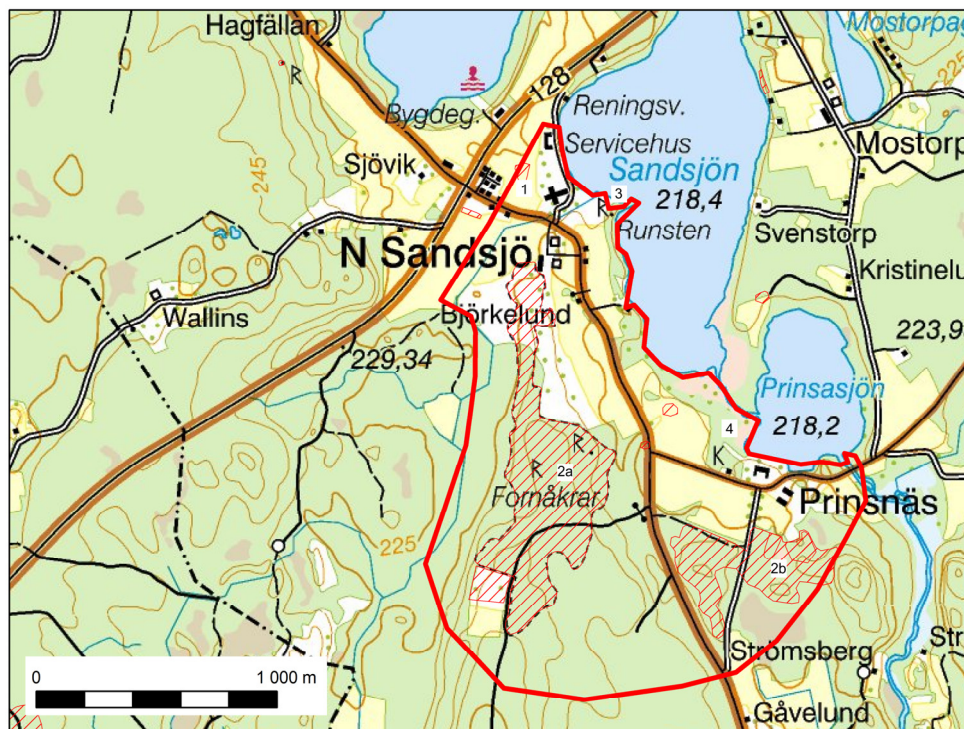 Hagfällan
R
128
Mostorpag
225
Bygdeg.
Reningsv.
Servicehus
Mostorp
Sjövik
245
1
3
Sandsjön
218,4
R
Runsten
N Sandsjö
Svenstorp
Kristinelu
Wallins
Björkelund
229,34
223,9
Prinsasjön
218,2
4
R
R
2a
K
Fornåkrar
Prinsnäs
225
2b
0
1 000 m
Strömsberg
Str
Gåvelund